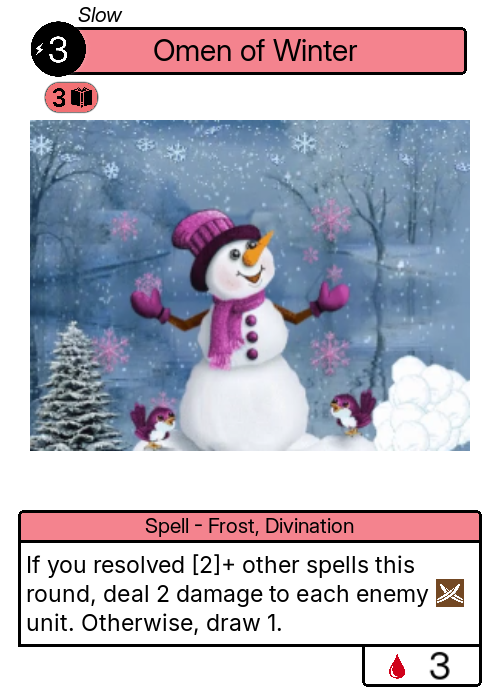 Slow
3 Omen of Winter
3
Spell - Frost, Divination
If you resolved [2]+ other spells this
round, deal 2 damage to each enemy
unit. Otherwise, draw 1.
3